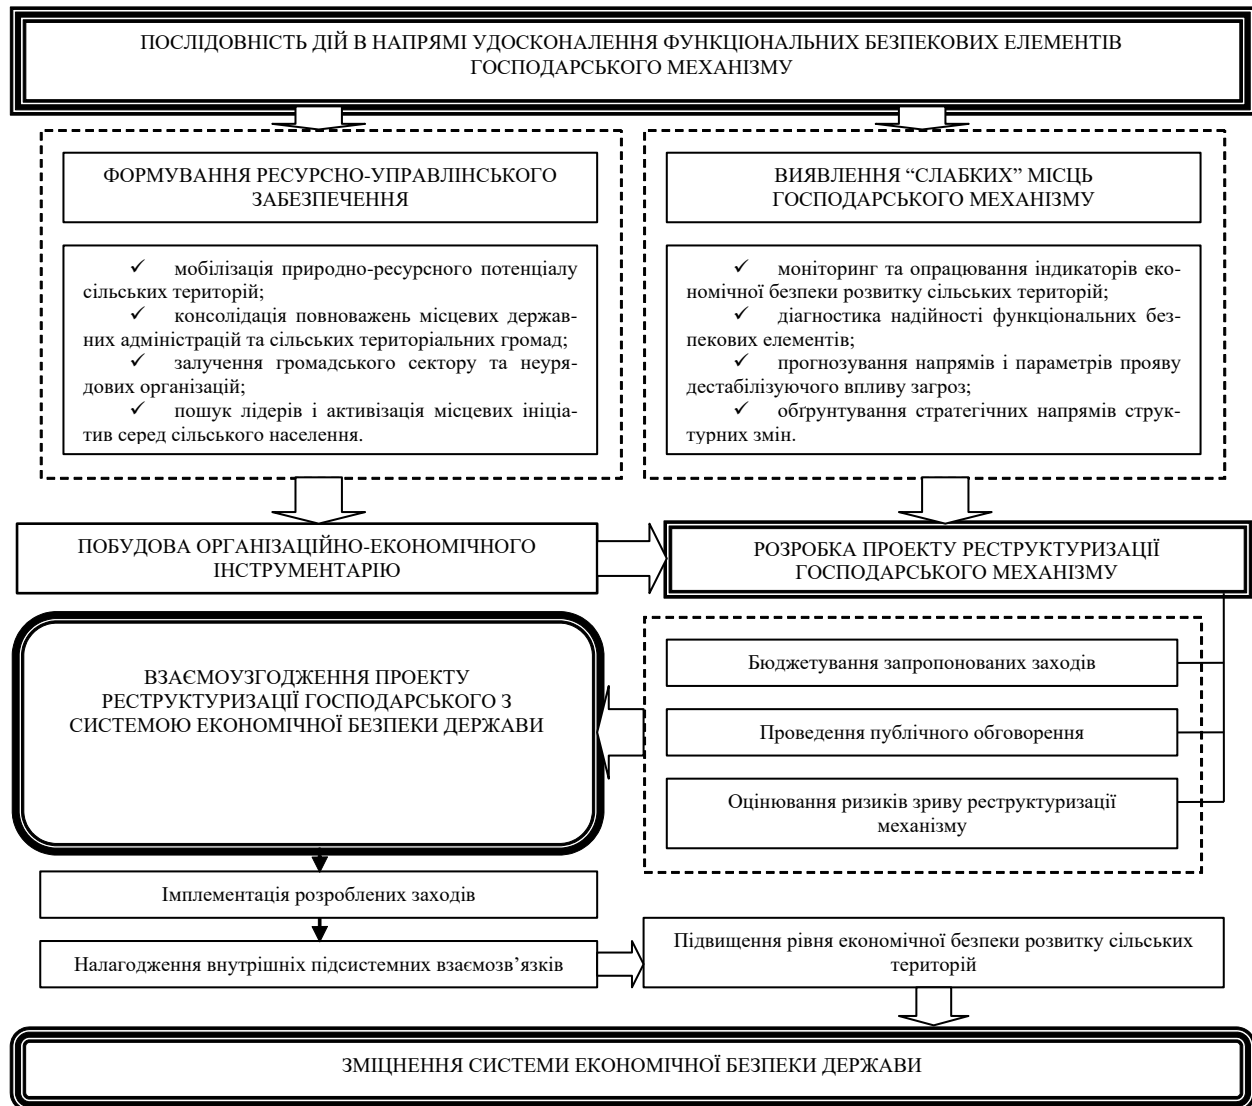 ПОСЛІДОВНІСТЬ ДІЙ В НАПРЯМІ УДОСКОНАЛЕННЯ ФУНКЦІОНАЛЬНИХ БЕЗПЕКОВИХ ЕЛЕМЕНТІВ
ГОСПОДАРСЬКОГО МЕХАНІЗМУ
ФОРМУВАННЯ РЕСУРСНО-УПРАВЛІНСЬКОГО
ЗАБЕЗПЕЧЕННЯ
✓ мобілізація природно-ресурсного потенціалу
сільських територій;
✓ консолідація повноважень місцевих держав-
них адміністрацій та сільських територіальних громад;
✓ залучення громадського сектору та неуря-
дових організацій;
✓ пошук лідерів і активізація місцевих ініціа-
тив серед сільського населення.
ВИЯВЛЕННЯ “СЛАБКИХ” МІСЦЬ
ГОСПОДАРСЬКОГО МЕХАНІЗМУ
✓ моніторинг та опрацювання індикаторів еко-
номічної безпеки розвитку сільських територій;
✓ діагностика надійності функціональних без-
пекових елементів;
✓ прогнозування напрямів і параметрів прояву
дестабілізуючого впливу загроз;
✓ обґрунтування стратегічних напрямів струк-
турних змін.
ПОБУДОВА ОРГАНІЗАЦІЙНО-ЕКОНОМІЧНОГО
ІНСТРУМЕНТАРІЮ
РОЗРОБКА ПРОЕКТУ РЕСТРУКТУРИЗАЦІЇ
ГОСПОДАРСЬКОГО МЕХАНІЗМУ
ВЗАЄМОУЗГОДЖЕННЯ ПРОЕКТУ
РЕСТРУКТУРИЗАЦІЇ ГОСПОДАРСЬКОГО З
СИСТЕМОЮ ЕКОНОМІЧНОЇ БЕЗПЕКИ ДЕРЖАВИ
Бюджетування запропонованих заходів
Проведення публічного обговорення
Оцінювання ризиків зриву реструктуризації
механізму
Імплементація розроблених заходів
Налагодження внутрішніх підсистемних взаємозв’язків
Підвищення рівня економічної безпеки розвитку сільських
територій
ЗМІЦНЕННЯ СИСТЕМИ ЕКОНОМІЧНОЇ БЕЗПЕКИ ДЕРЖАВИ